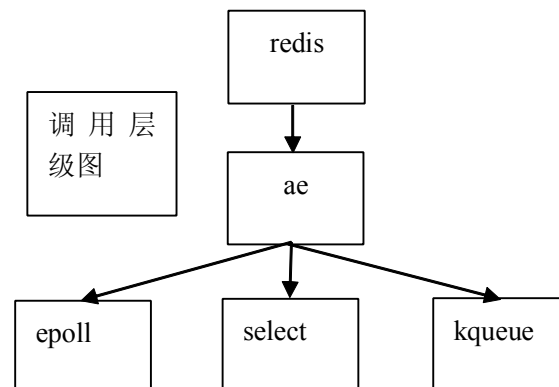 redis
调用层
级图
ae
epoll
select
kqueue